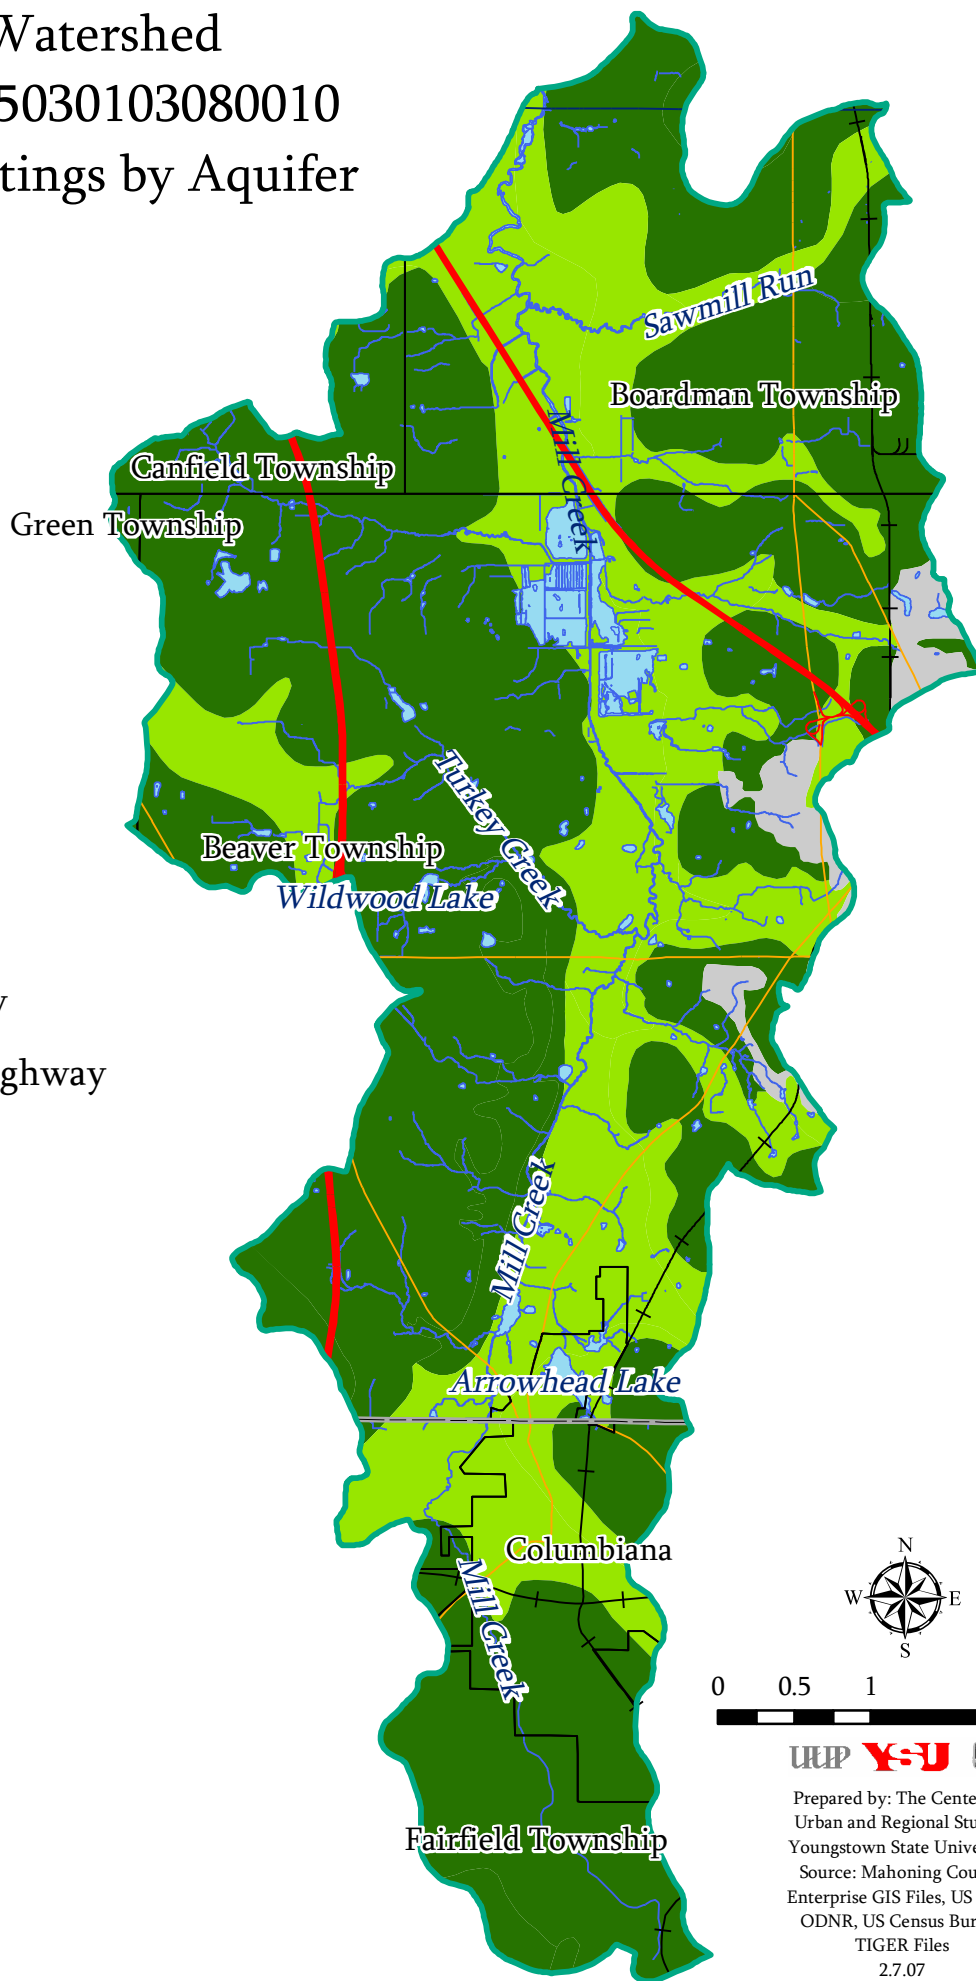 Watershed
5030103080010
tings by Aquifer
Sawmill Run
Boardman Township
Mill Creek
Canfield Township
Green Township
Turkey Creek
Beaver Township
Wildwood Lake
y
ghway
Mill Creek
Arrowhead Lake
Columbiana
Mill Creek
N
W E
S
0 0.5 1
YSU
Prepared by: The Cente
Urban and Regional Stu
Youngstown State Unive
Source: Mahoning Cou
Enterprise GIS Files, US
ODNR, US Census Bur
TIGER Files
2.7.07
Fairfield Township